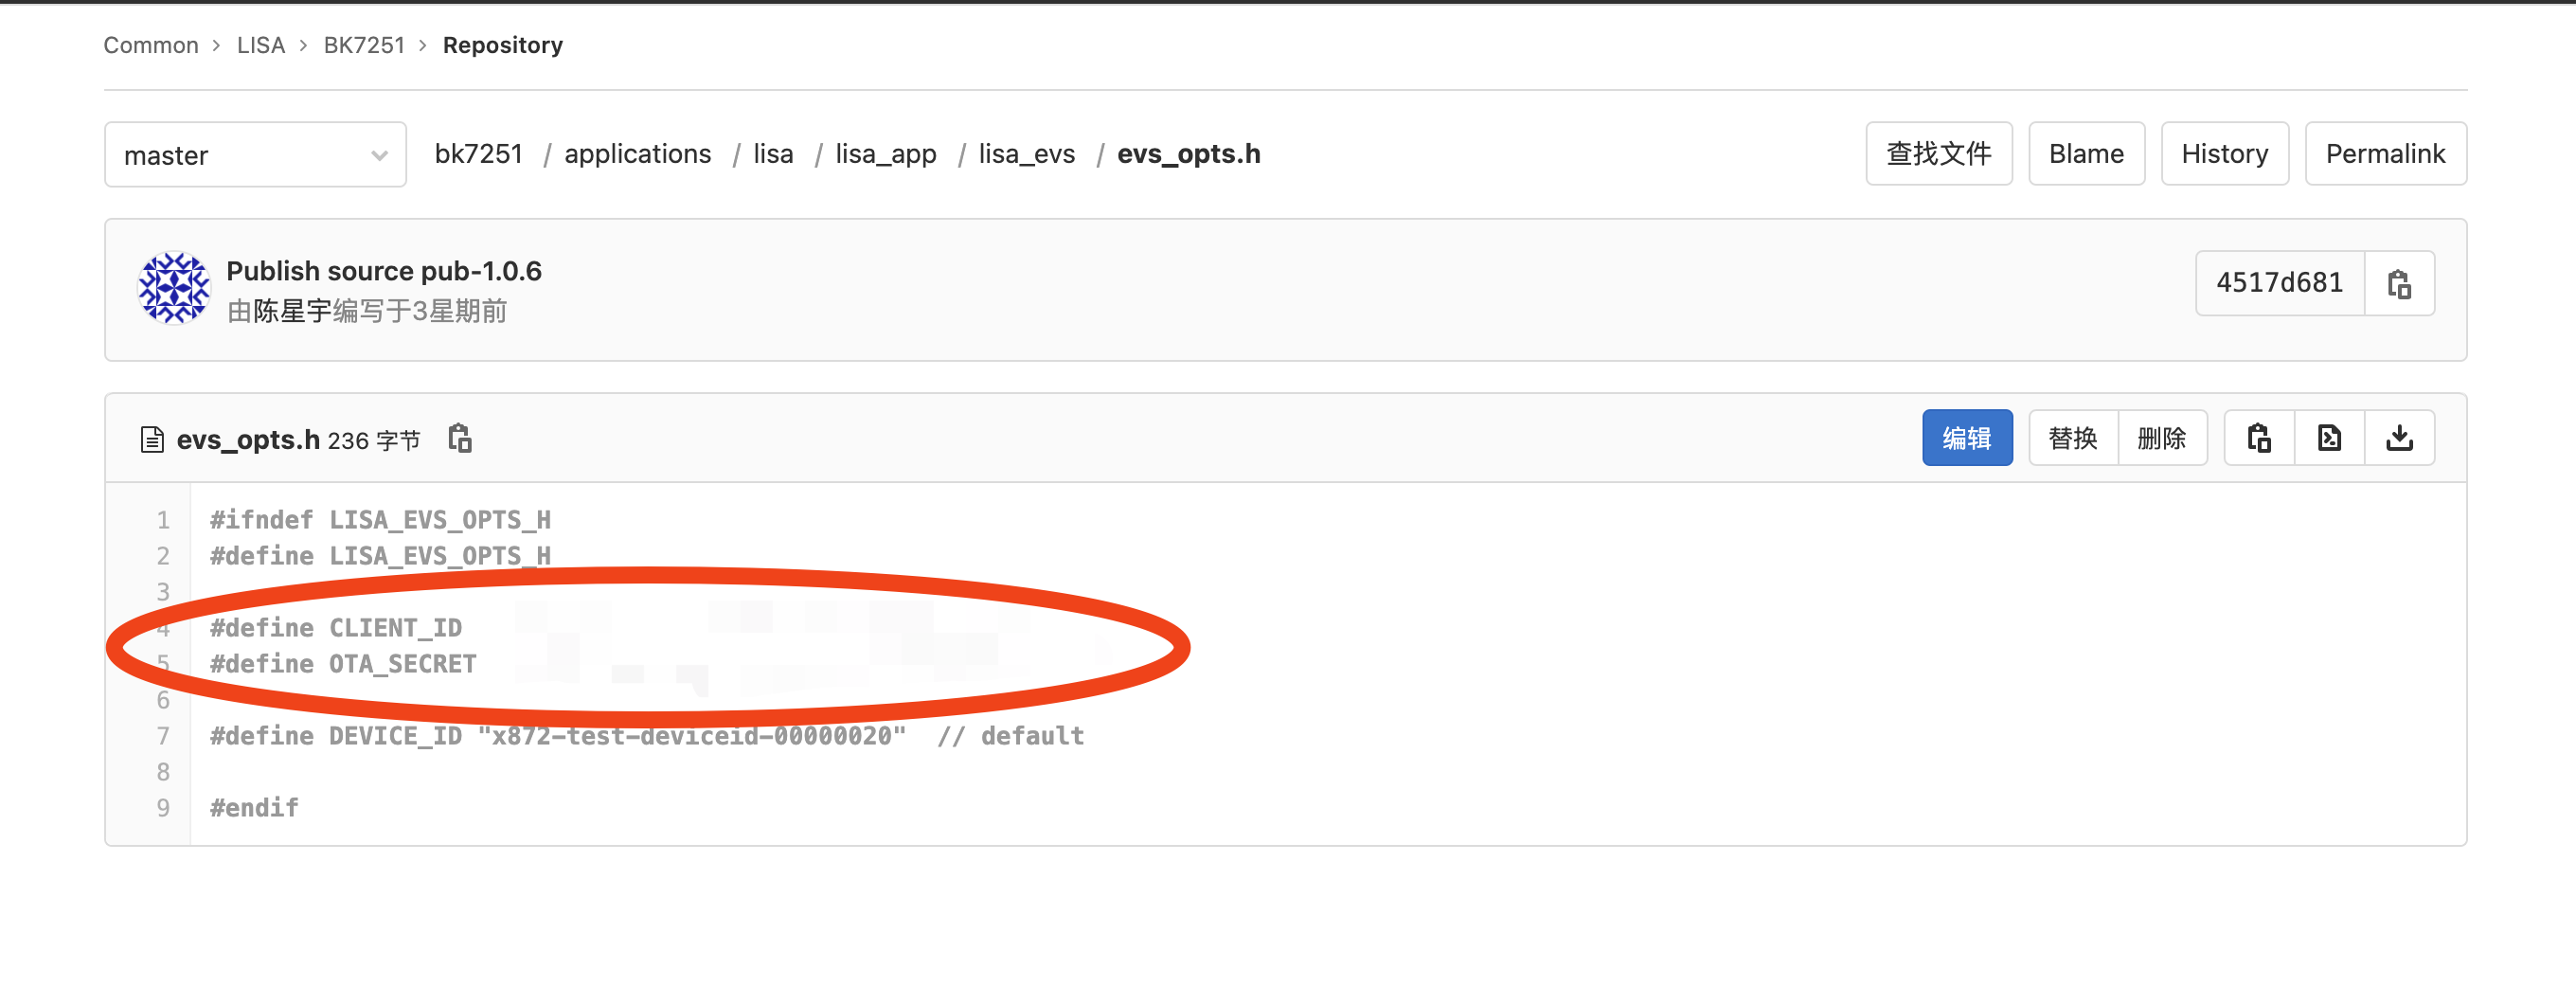 Common > LISA > BK7251 > Repository
master
bk7251 / applications / lisa / lisa_app / lisa_evs / evs_opts.h
查找文件 Blame History Permalink
Publish source pub-1.0.6
由陈星宇编写于3星期前
4517d681
evs_opts.h 236 字节
编辑 替换 删除
1 #ifndef LISA_EVS_OPTS_H
2 #define LISA_EVS_OPTS_H
3
4 #define CLIENT_ID
5 #define OTA_SECRET
6
7 #define DEVICE_ID "x872-test-deviceid-00000020" // default
8
9 #endif